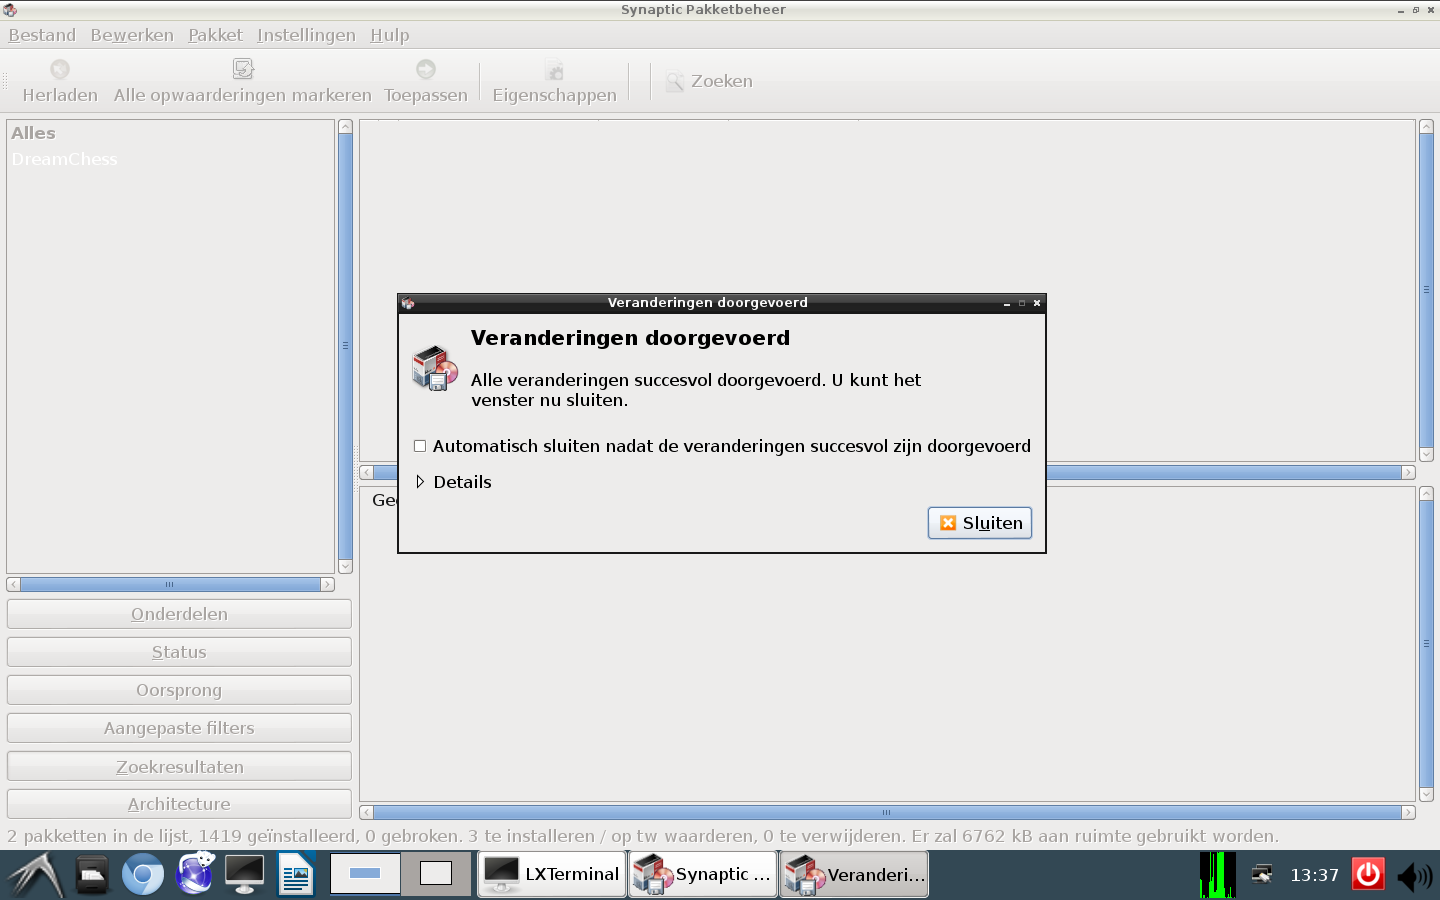 Synaptic Pakketbeheer
Bestand Bewerken Pakket Instellingen Hulp
Herladen Alle opwaarderingen markeren Toepassen Eigenschappen Zoeken
Alles
DreamChess
Veranderingen doorgevoerd
Veranderingen doorgevoerd
Alle veranderingen succesvol doorgevoerd. U kunt het
venster nu sluiten.
Automatisch sluiten nadat de veranderingen succesvol zijn doorgevoerd
Details
Sluiten
Onderdelen
Status
Oorsprong
Aangepaste filters
Zoekresultaten
Architecture
2 pakketten in de lijst, 1419 geïnstalleerd, 0 gebroken. 3 te installeren / op tw waarderen, 0 te verwijderen. Er zal 6762 kB aan ruimte gebruikt worden.
LXTerminal Synaptic ... Veranderi... 13:37